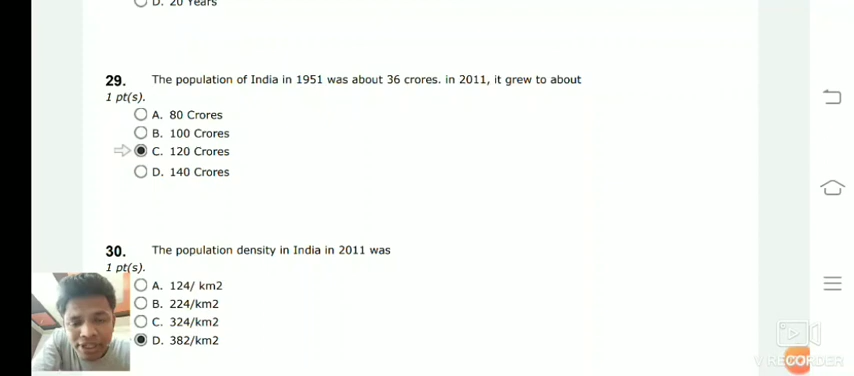 D. 20 Years
29. The population of India in 1951 was about 36 crores. in 2011, it grew to about
1 pt(s).
A. 80 Crores
B. 100 Crores
C. 120 Crores
D. 140 Crores
30. The population density in India in 2011 was
1 pt(s).
A. 124/ km2
B. 224/km2
C. 324/km2
D. 382/km2
V RECORDER